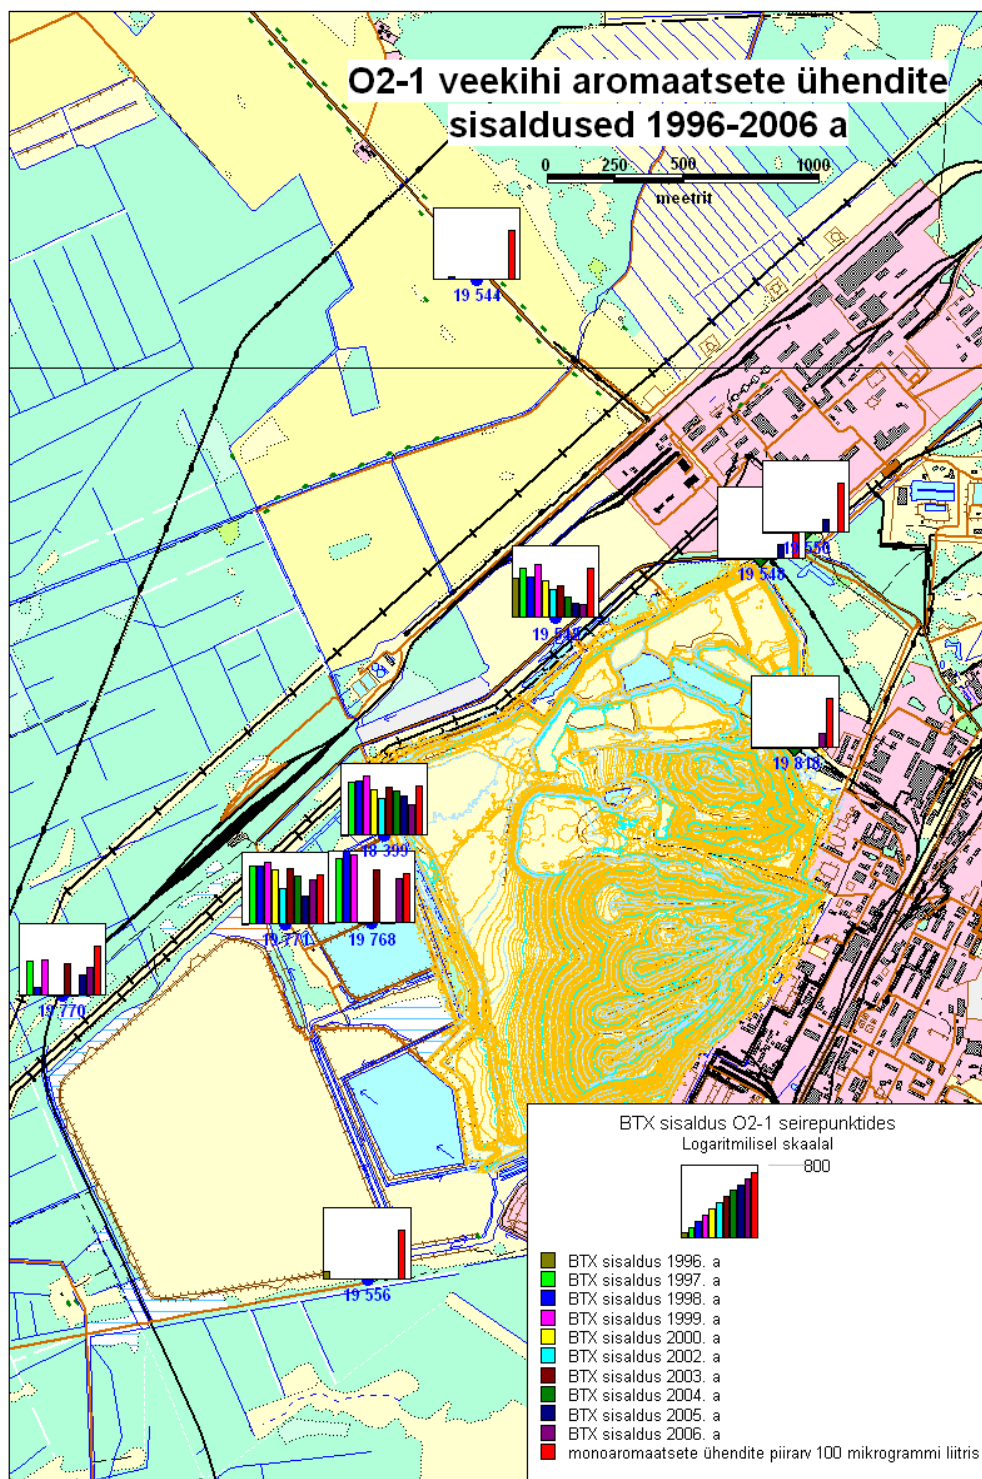 O2-1 veekihi aromaatsete ühendite
sisaldused 1996-2006 a
0 250 500 1000
meetrit
19 544
19 550
19 548
19 818
18 399
19 771
19 768
19 770
19 556
BTX sisaldus O2-1 seirepunktides
Logaritmilisel skaalal
800
BTX sisaldus 1996. a
BTX sisaldus 1997. a
BTX sisaldus 1998. a
BTX sisaldus 1999. a
BTX sisaldus 2000. a
BTX sisaldus 2002. a
BTX sisaldus 2003. a
BTX sisaldus 2004. a
BTX sisaldus 2005. a
BTX sisaldus 2006. a
monoaromaatsete ühendite piirarv 100 mikrogrammi liitris